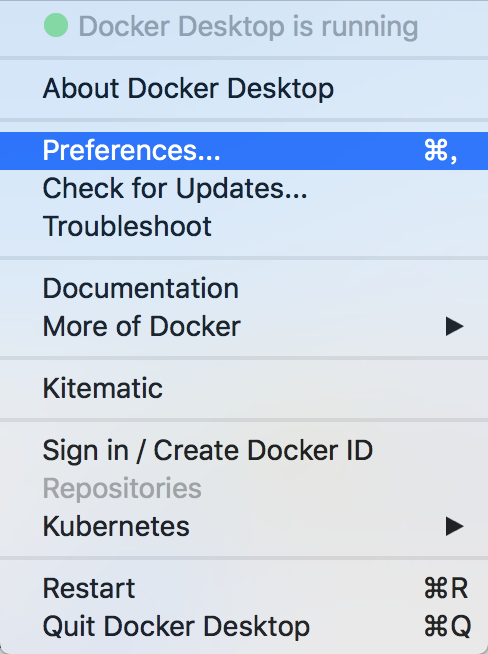 Docker Desktop is running
About Docker Desktop
Preferences... ⌘,
Check for Updates...
Troubleshoot
Documentation
More of Docker ▶
Kitematic
Sign in / Create Docker ID
Repositories
Kubernetes ▶
Restart ⌘R
Quit Docker Desktop ⌘Q